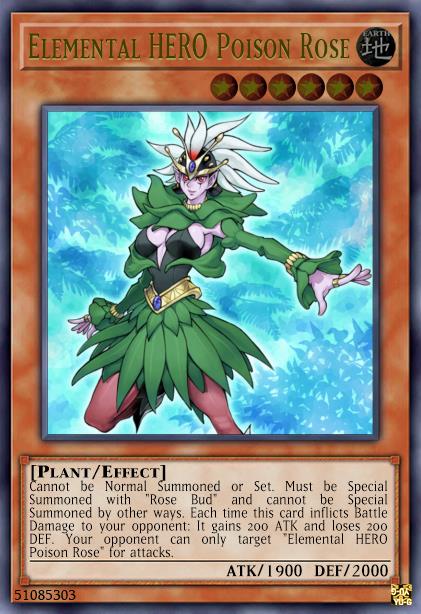 Elemental HERO Poison Rose
EARTH
地
[Plant/Effect]
Cannot be Normal Summoned or Set. Must be Special
Summoned with "Rose Bud" and cannot be Special
Summoned by other ways. Each time this card inflicts Battle
Damage to your opponent: It gains 200 ATK and loses 200
DEF. Your opponent can only target "Elemental HERO
Poison Rose" for attacks.
ATK/1900 DEF/2000
51085303